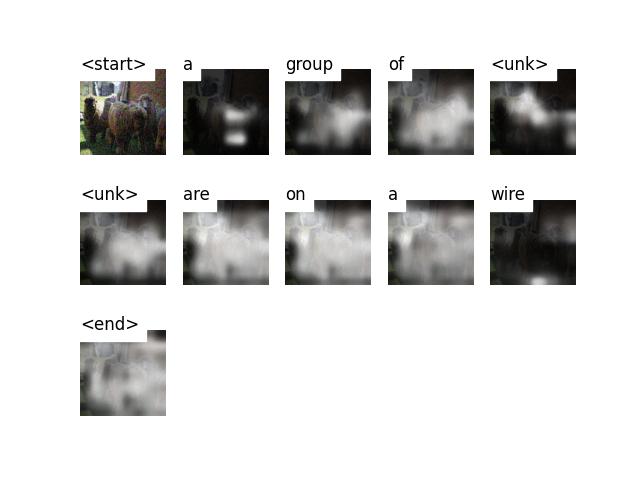 <start> a group of <unk>
<unk> are on a wire
<end>